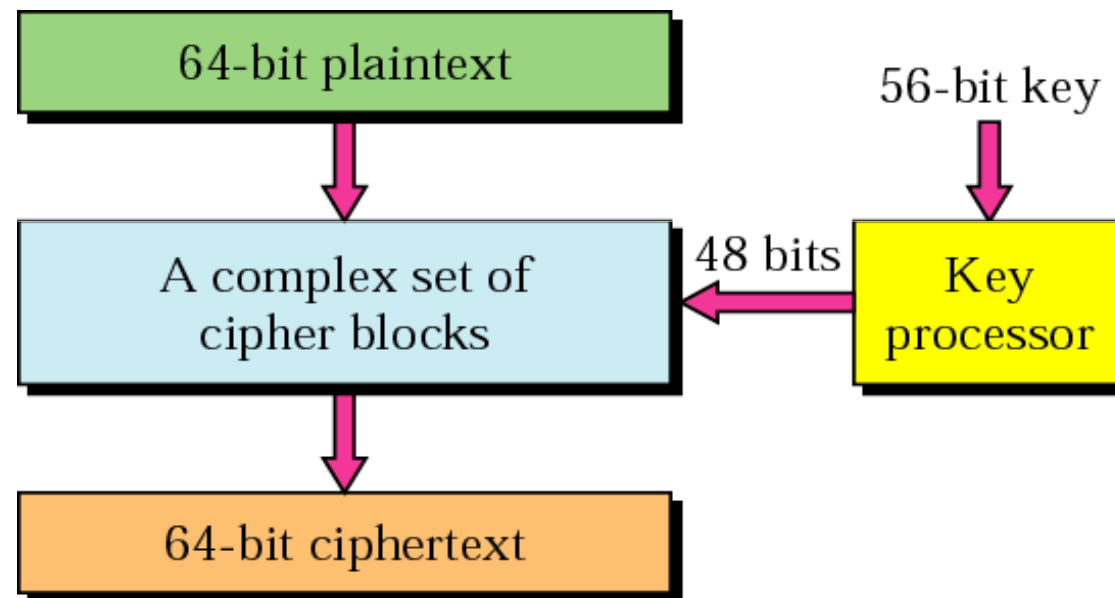 64-bit plaintext
56-bit key
A complex set of
cipher blocks
48 bits
Key
processor
64-bit ciphertext